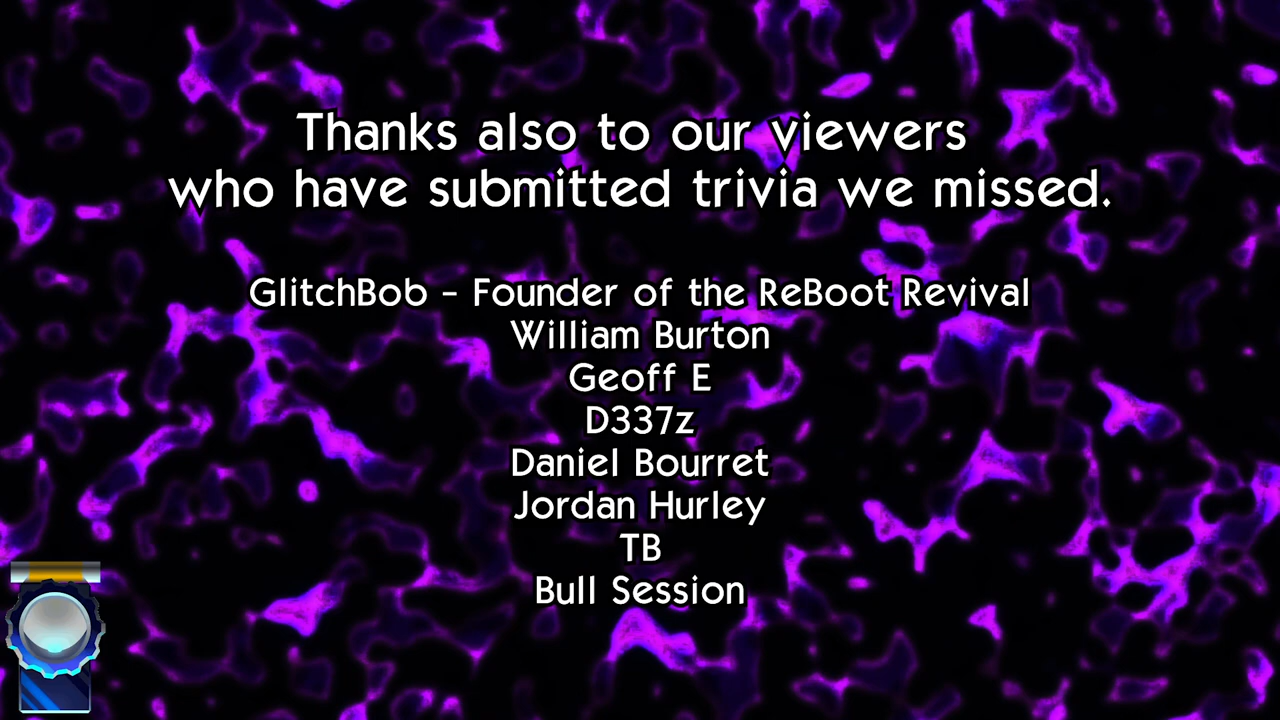 Thanks also to our viewers
who have submitted trivia we missed.
GlitchBob - Founder of the ReBoot Revival
William Burton
Geoff E
D337z
Daniel Bourret
Jordan Hurley
TB
Bull Session